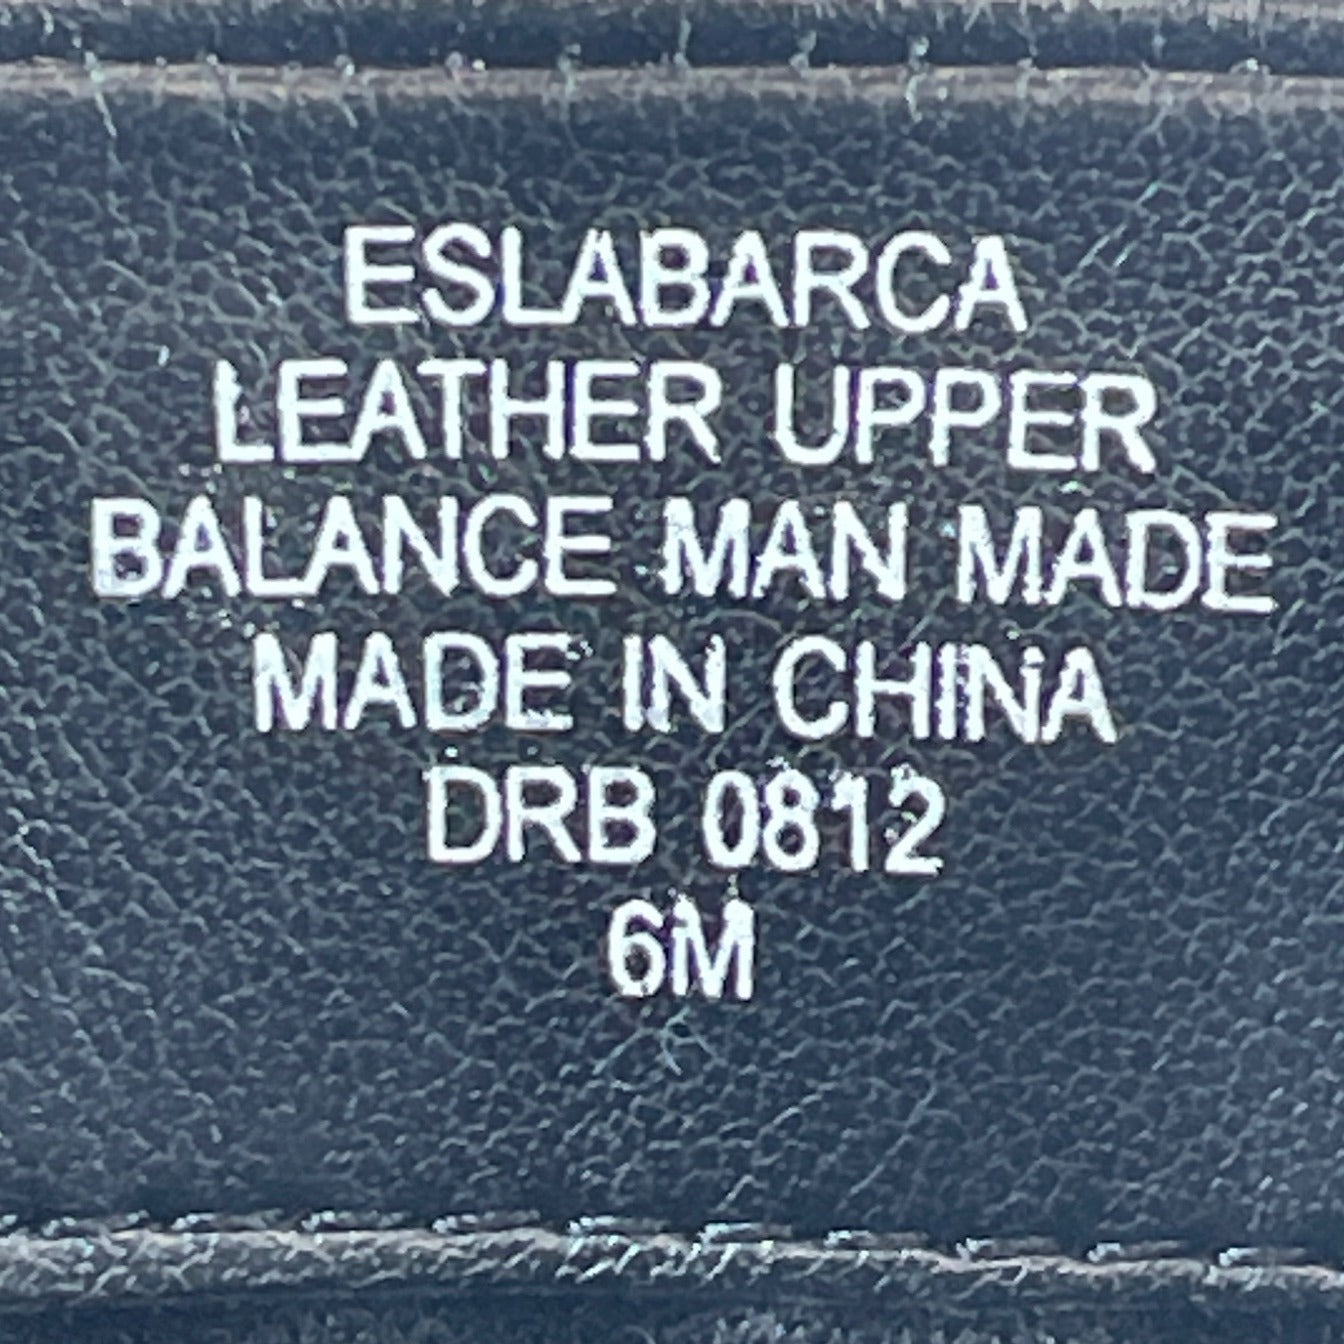 ESLABARCA
LEATHER UPPER
BALANCE MAN MADE
MADE IN CHINA
DRB 0812
6M